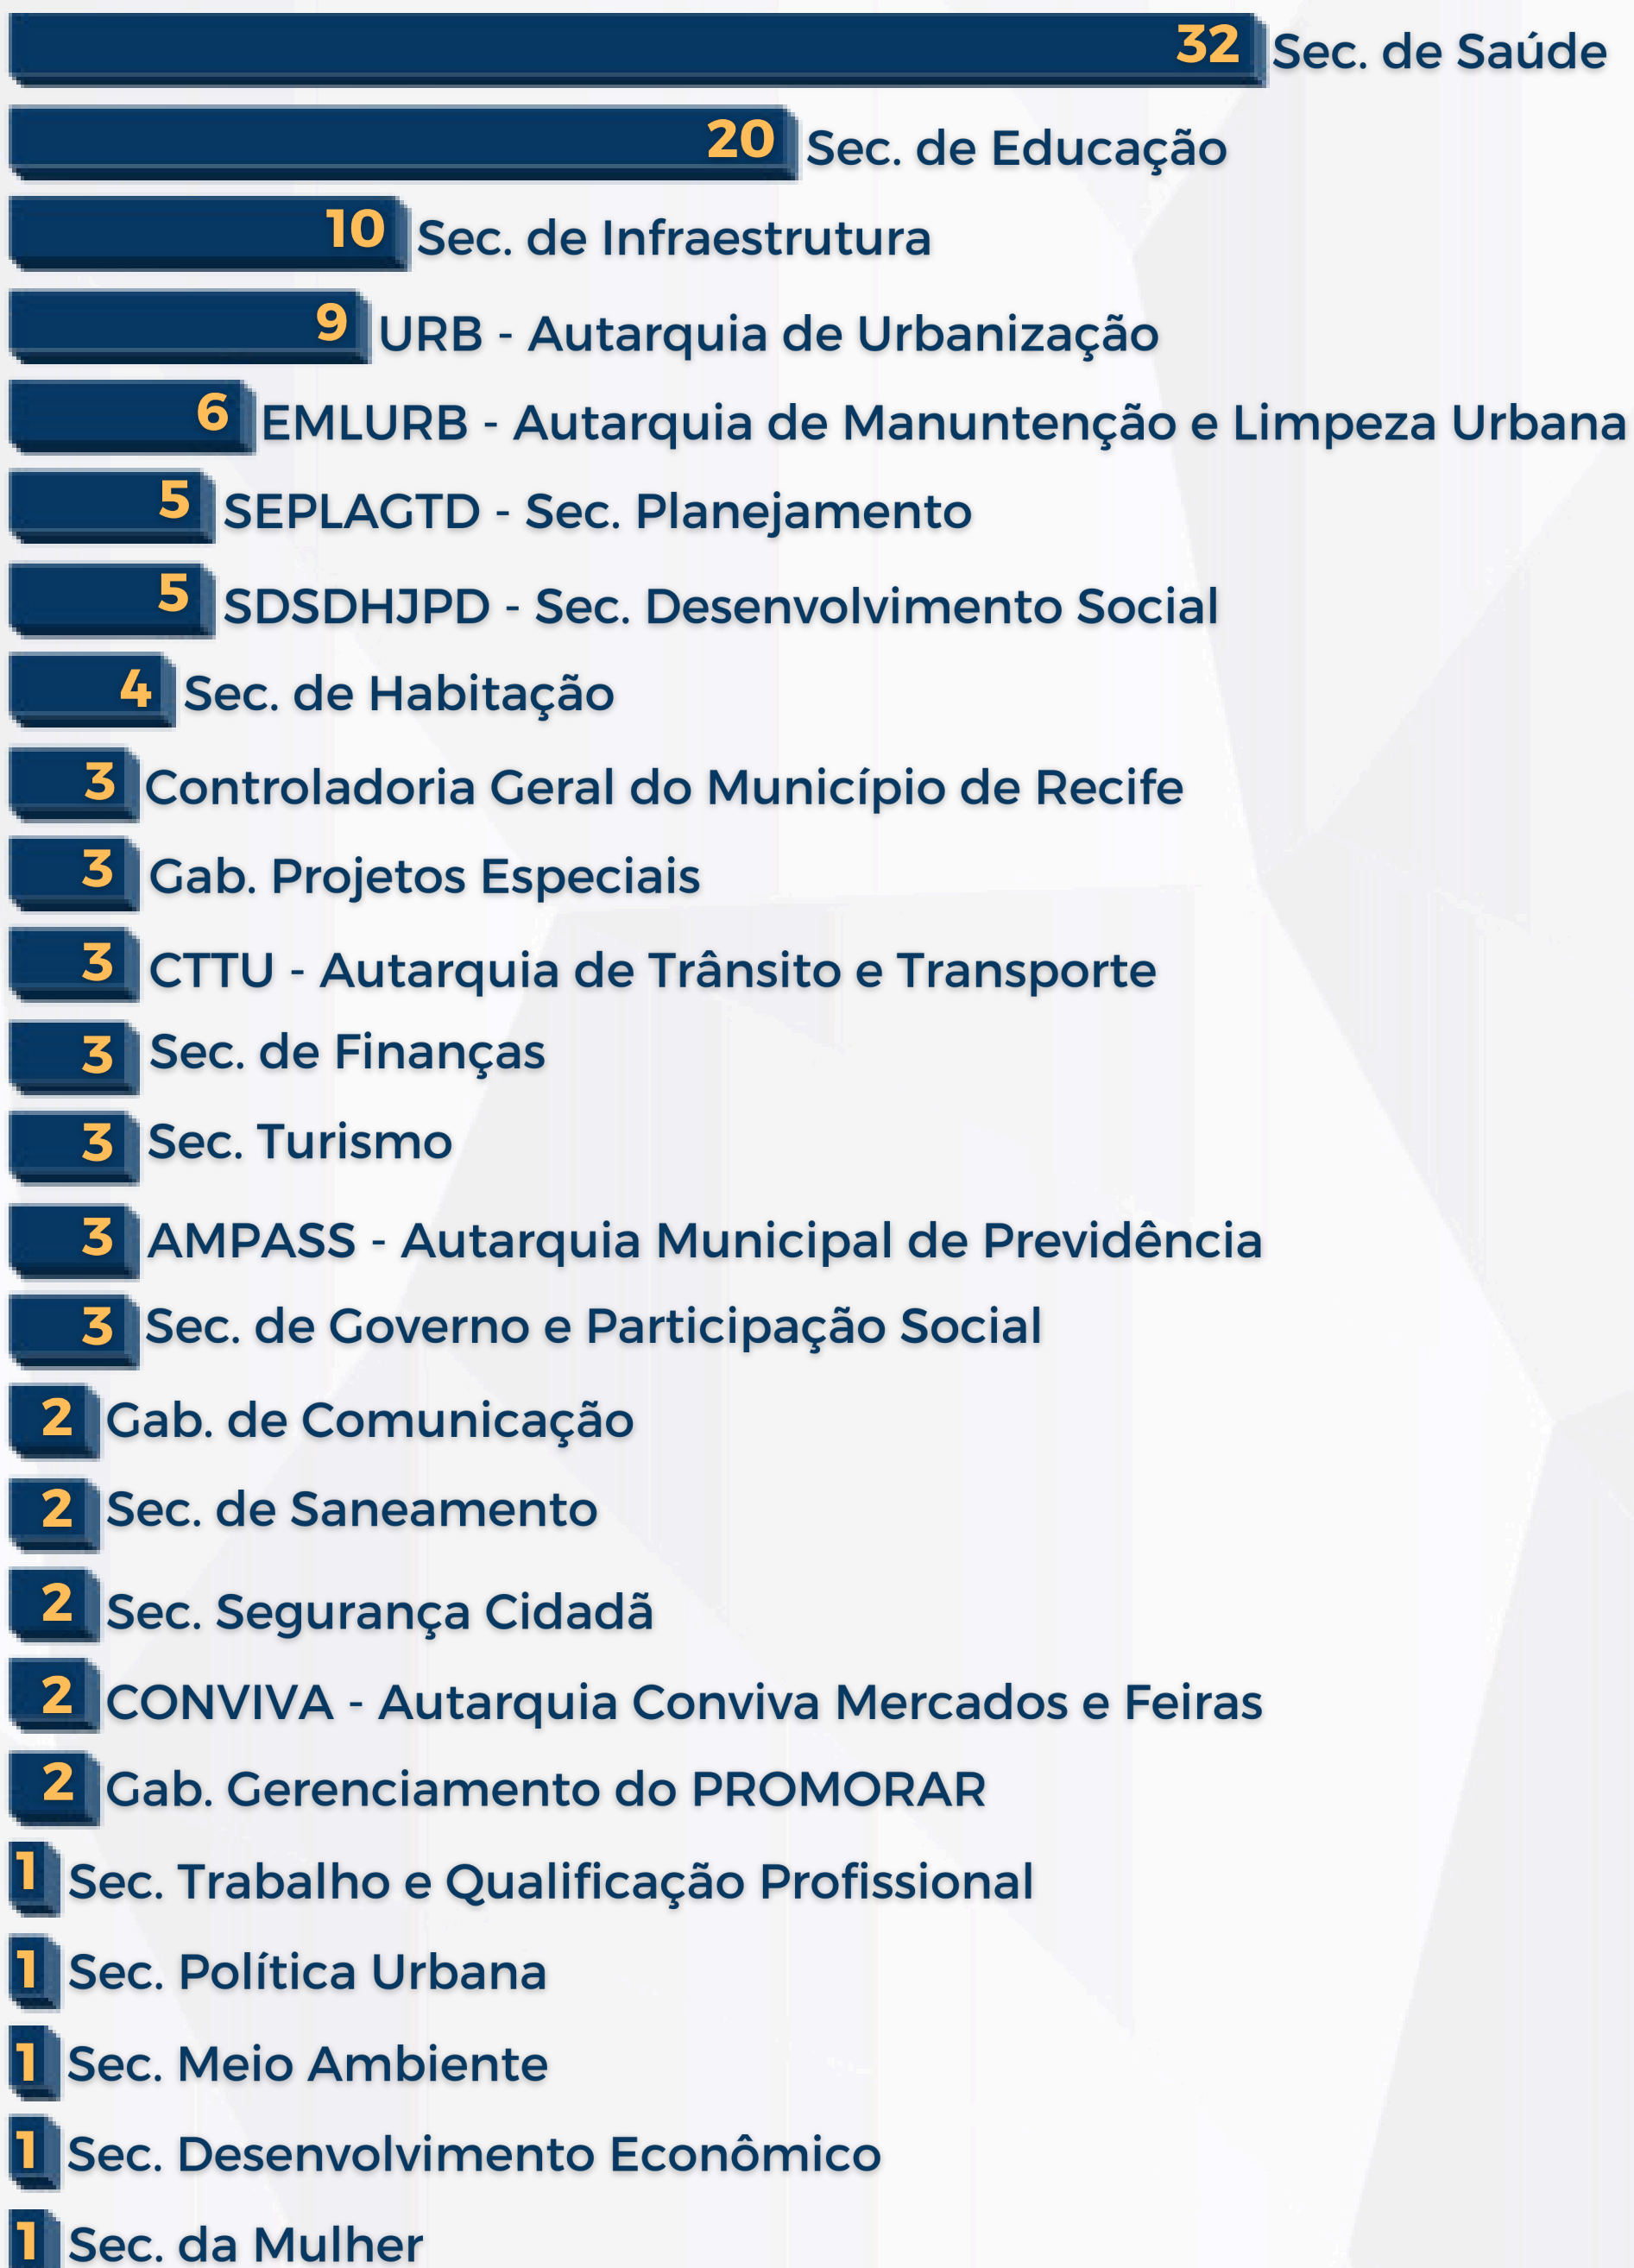 32 Sec. de Saúde
20 Sec. de Educação
10 Sec. de Infraestrutura
9 URB - Autarquia de Urbanização
6 EMLURB - Autarquia de Manuntenção e Limpeza Urbana
5 SEPLAGTD - Sec. Planejamento
5 SDSDHJPD - Sec. Desenvolvimento Social
4 Sec. de Habitação
3 Controladoria Geral do Município de Recife
3 Gab. Projetos Especiais
3 CTTU - Autarquia de Trânsito e Transporte
3 Sec. de Finanças
3 Sec. Turismo
3 AMPASS - Autarquia Municipal de Previdência
3 Sec. de Governo e Participação Social
2 Gab. de Comunicação
2 Sec. de Saneamento
2 Sec. Segurança Cidadã
2 CONVIVA - Autarquia Conviva Mercados e Feiras
2 Gab. Gerenciamento do PROMORAR
1 Sec. Trabalho e Qualificação Profissional
1 Sec. Política Urbana
1 Sec. Meio Ambiente
1 Sec. Desenvolvimento Econômico
1 Sec. da Mulher